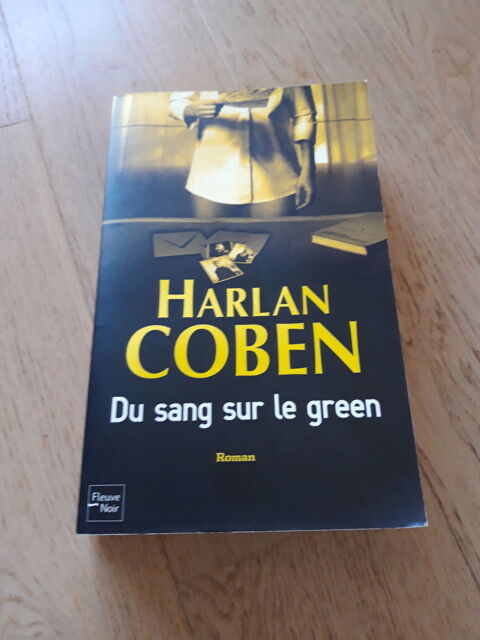 HARLAN
COBEN
Du sang sur le green
Roman
Fleuve
Noir